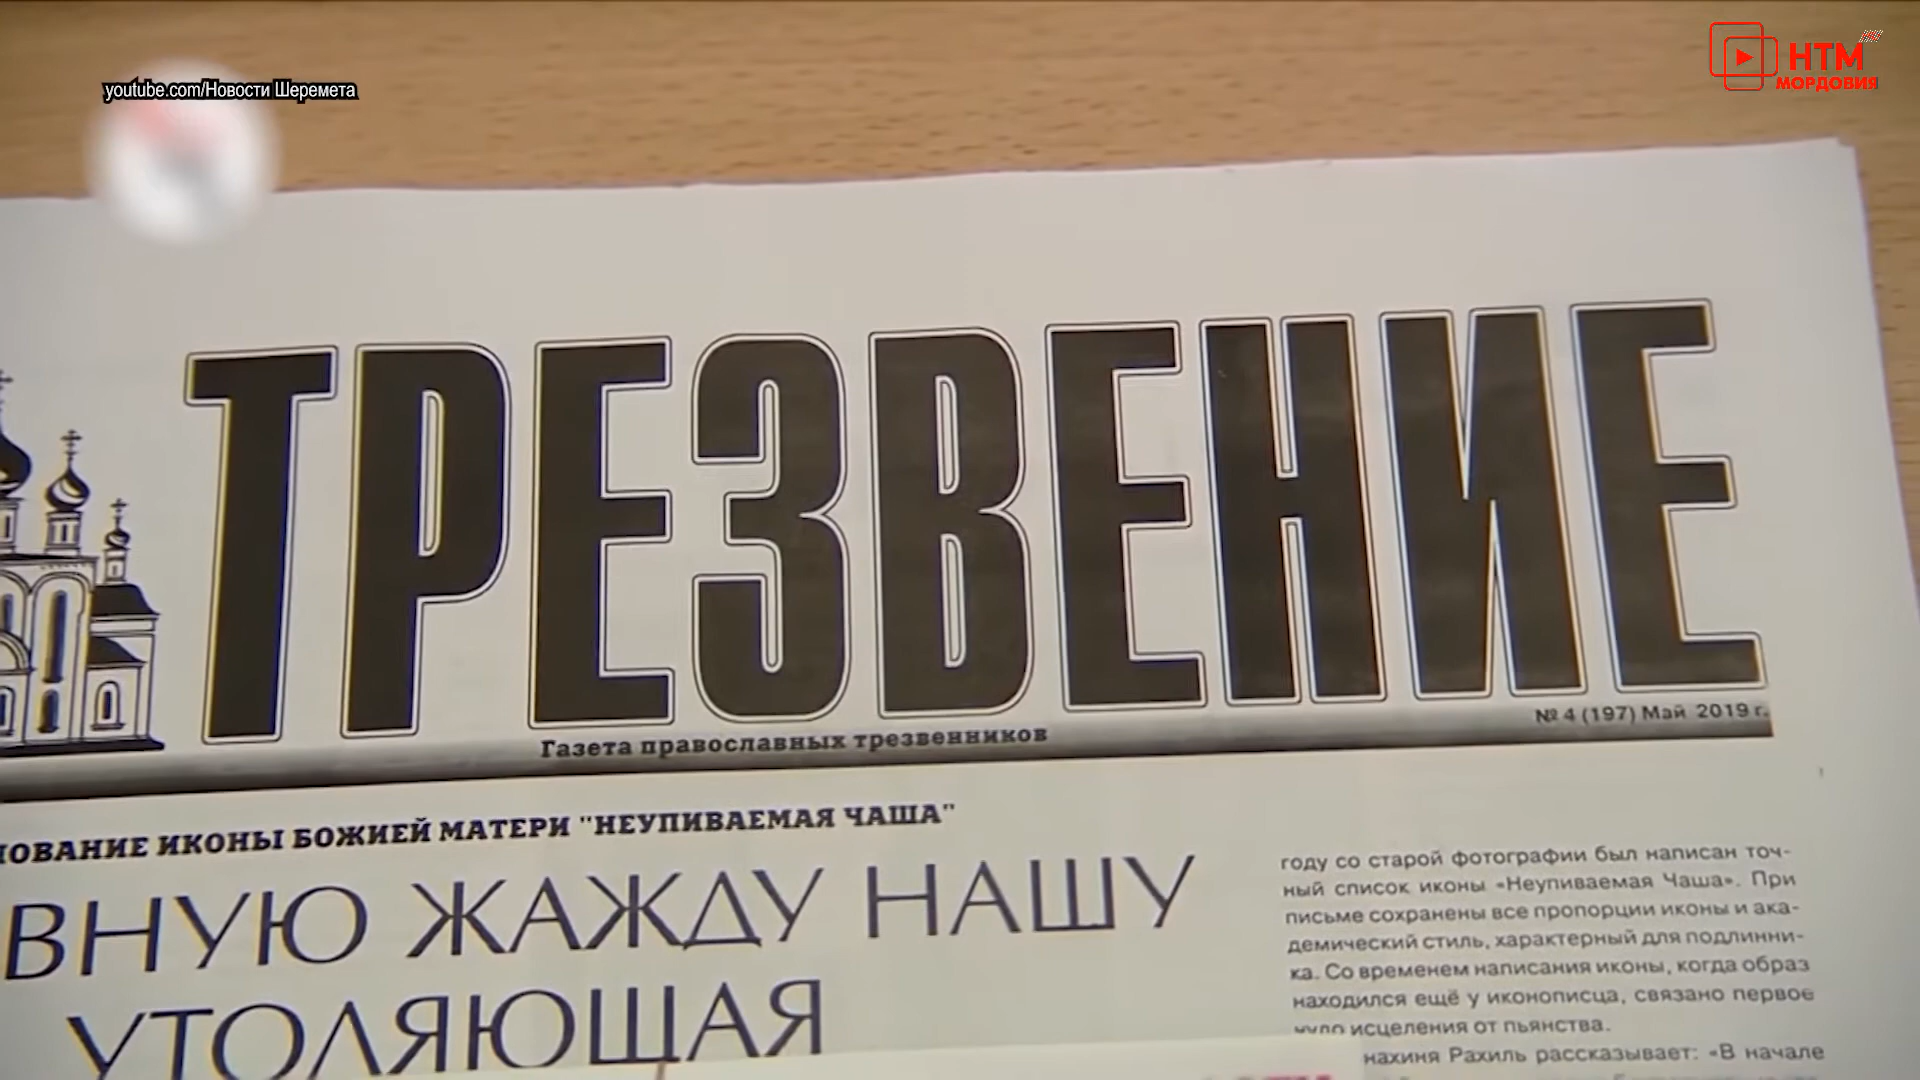 youtube.com/Новости Шеремета
НТМ
МОРДОВИЯ
ТРЕЗВЕНИЕ
Газета православных трезвенников
№ 4 (197) Май 2019 г.
ИКОНЫ БОЖИЕЙ МАТЕРИ "НЕУПИВАЕМАЯ ЧАША"
ВНУЮ ЖАЖДУ НАШУ
УТОЛЯЮЩАЯ
году со старой фотографии был написан точ-
ный список иконы «Неупиваемая Чаша». При
письме сохранены все пропорции иконы и ака-
демический стиль, характерный для подлинни-
ка. Со временем написания иконы, когда образ
находился ещё у иконописца, связано первое
чудо исцеления от пьянства.
нахиня Рахиль рассказывает: «В начале